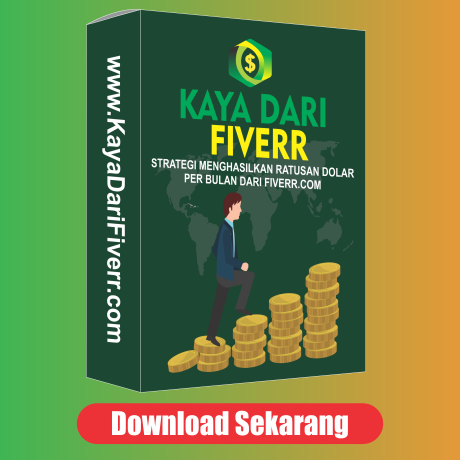 www.KayaDariFiverr.com
$
KAYA DARI
FIVERR
STRATEGI MENGHASILKAN RATUSAN DOLAR
PER BULAN DARI FIVERR.COM
Download Sekarang